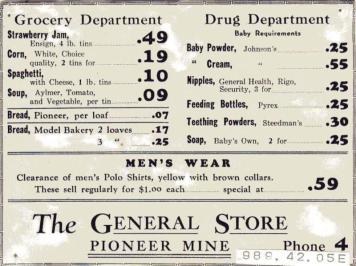 Grocery Department
Strawberry Jam,
Ensign, 4 lb. tins .49
Corn, White, Choice
quality, 2 tins for .19
Spaghetti,
with Cheese, 1 lb. tins .10
Soup, Aylmer, Tomato,
and Vegetable, per tin .09
Bread, Pioneer, per loaf .07
Bread, Model Bakery 2 loaves .17
3 " .25
Drug Department
Baby Requirements
Baby Powder, Johnson's .25
" Cream, " .55
Nipples, General Health, Rigo,
Security, 3 for .25
Feeding Bottles, Pyrex .25
Teething Powders, Steedman's .30
Soap, Baby's Own, 2 for .25
MEN'S WEAR
Clearance of men's Polo Shirts, yellow with brown collars.
These sell regularly for $1.00 each special at .59
The GENERAL STORE
PIONEER MINE Phone 4
989.42.05E